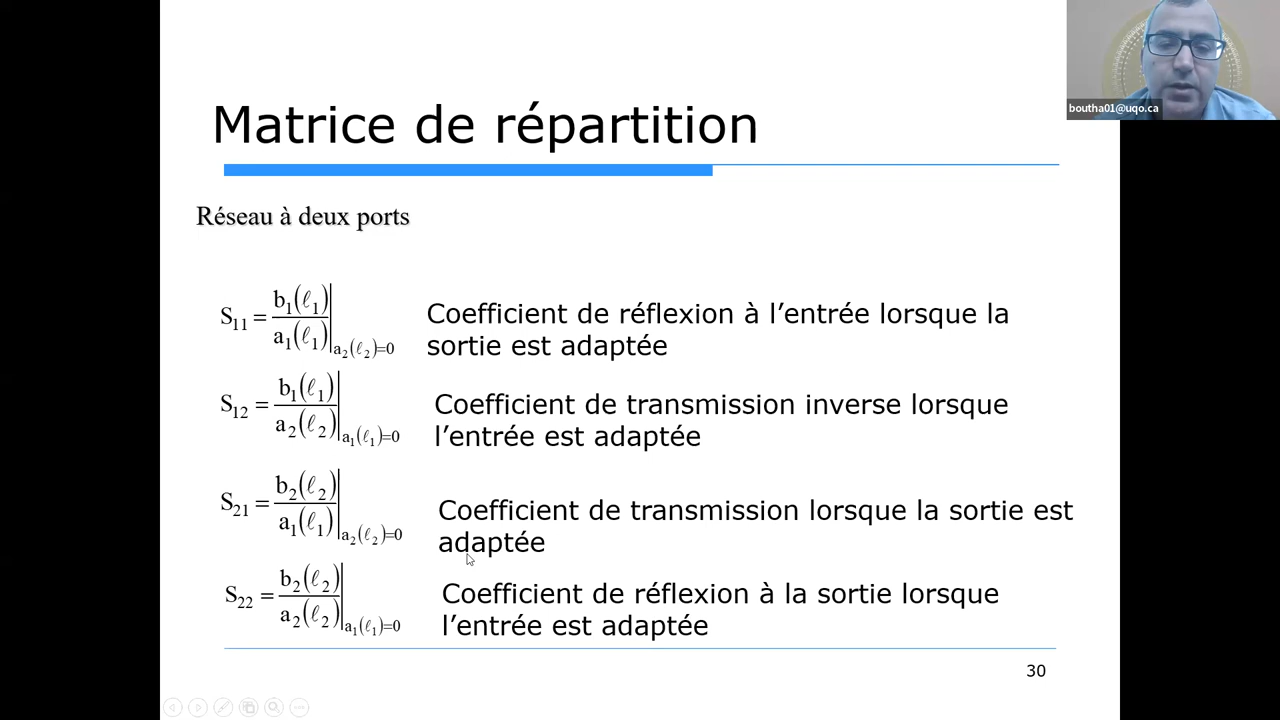 boutha01@uqo.ca
Matrice de répartition
Réseau à deux ports
S₁₁ = b₁(ℓ₁) / a₁(ℓ₁) |a₂(ℓ₂)=0
Coefficient de réflexion à l’entrée lorsque la
sortie est adaptée
S₁₂ = b₁(ℓ₁) / a₂(ℓ₂) |a₁(ℓ₁)=0
Coefficient de transmission inverse lorsque
l’entrée est adaptée
S₂₁ = b₂(ℓ₂) / a₁(ℓ₁) |a₂(ℓ₂)=0
Coefficient de transmission lorsque la sortie est
adaptée
S₂₂ = b₂(ℓ₂) / a₂(ℓ₂) |a₁(ℓ₁)=0
Coefficient de réflexion à la sortie lorsque
l’entrée est adaptée
30